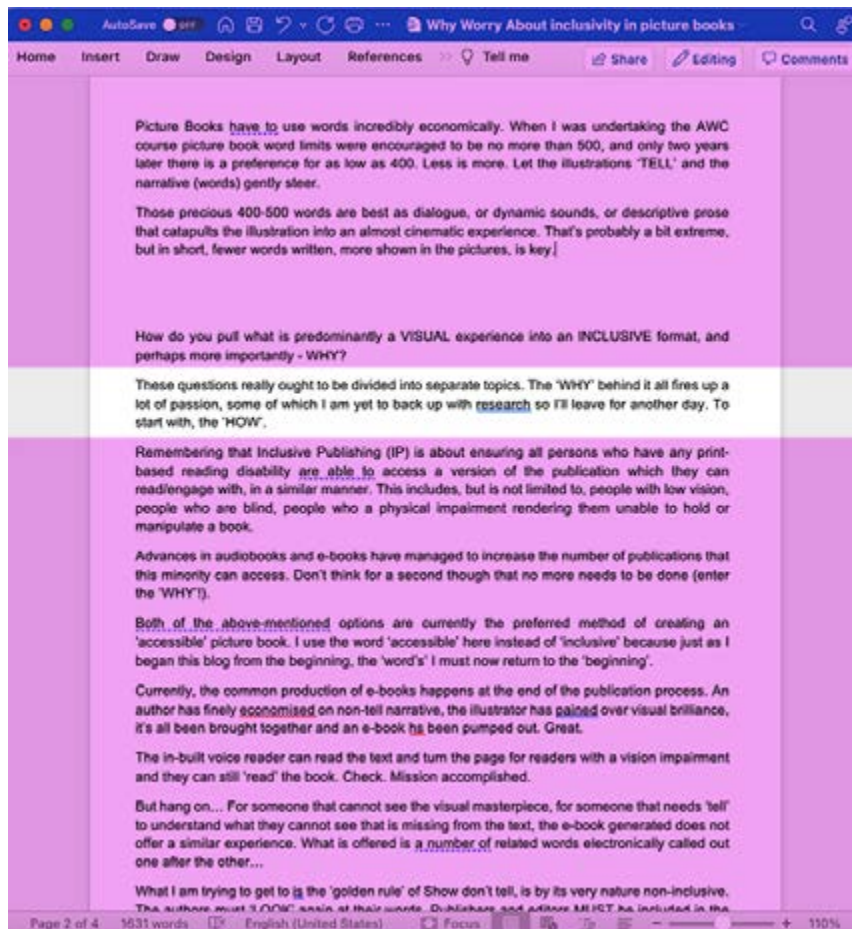 AutoSave OFF Why Worry About inclusivity in picture books
Home Insert Draw Design Layout References >> Tell me Share Editing Comments
Picture Books have to use words incredibly economically. When I was undertaking the AWC
course picture book word limits were encouraged to be no more than 500, and only two years
later there is a preference for as low as 400. Less is more. Let the illustrations 'TELL' and the
narrative (words) gently steer.
Those precious 400-500 words are best as dialogue, or dynamic sounds, or descriptive prose
that catapults the illustration into an almost cinematic experience. That's probably a bit extreme,
but in short, fewer words written, more shown in the pictures, is key.
How do you pull what is predominantly a VISUAL experience into an INCLUSIVE format, and
perhaps more importantly - WHY?
These questions really ought to be divided into separate topics. The 'WHY' behind it all fires up a
lot of passion, some of which I am yet to back up with research so I'll leave for another day. To
start with, the 'HOW'.
Remembering that Inclusive Publishing (IP) is about ensuring all persons who have any print-
based reading disability are able to access a version of the publication which they can
read/engage with, in a similar manner. This includes, but is not limited to, people with low vision,
people who are blind, people who a physical impairment rendering them unable to hold or
manipulate a book.
Advances in audiobooks and e-books have managed to increase the number of publications that
this minority can access. Don't think for a second though that no more needs to be done (enter
the 'WHY'!).
Both of the above-mentioned options are currently the preferred method of creating an
'accessible' picture book. I use the word 'accessible' here instead of 'inclusive' because just as I
began this blog from the beginning, the 'word's' I must now return to the 'beginning'.
Currently, the common production of e-books happens at the end of the publication process. An
author has finely economised on non-tell narrative, the illustrator has pained over visual brilliance,
it's all been brought together and an e-book hs been pumped out. Great.
The in-built voice reader can read the text and turn the page for readers with a vision impairment
and they can still 'read' the book. Check. Mission accomplished.
But hang on... For someone that cannot see the visual masterpiece, for someone that needs 'tell'
to understand what they cannot see that is missing from the text, the e-book generated does not
offer a similar experience. What is offered is a number of related words electronically called out
one after the other...
What I am trying to get to is the 'golden rule' of Show don't tell, is by its very nature non-inclusive.
The authors must 'LOOK' again at their words. Publishers and editors MUST be included in the
Page 2 of 4 1631 words English (United States) Focus 110%